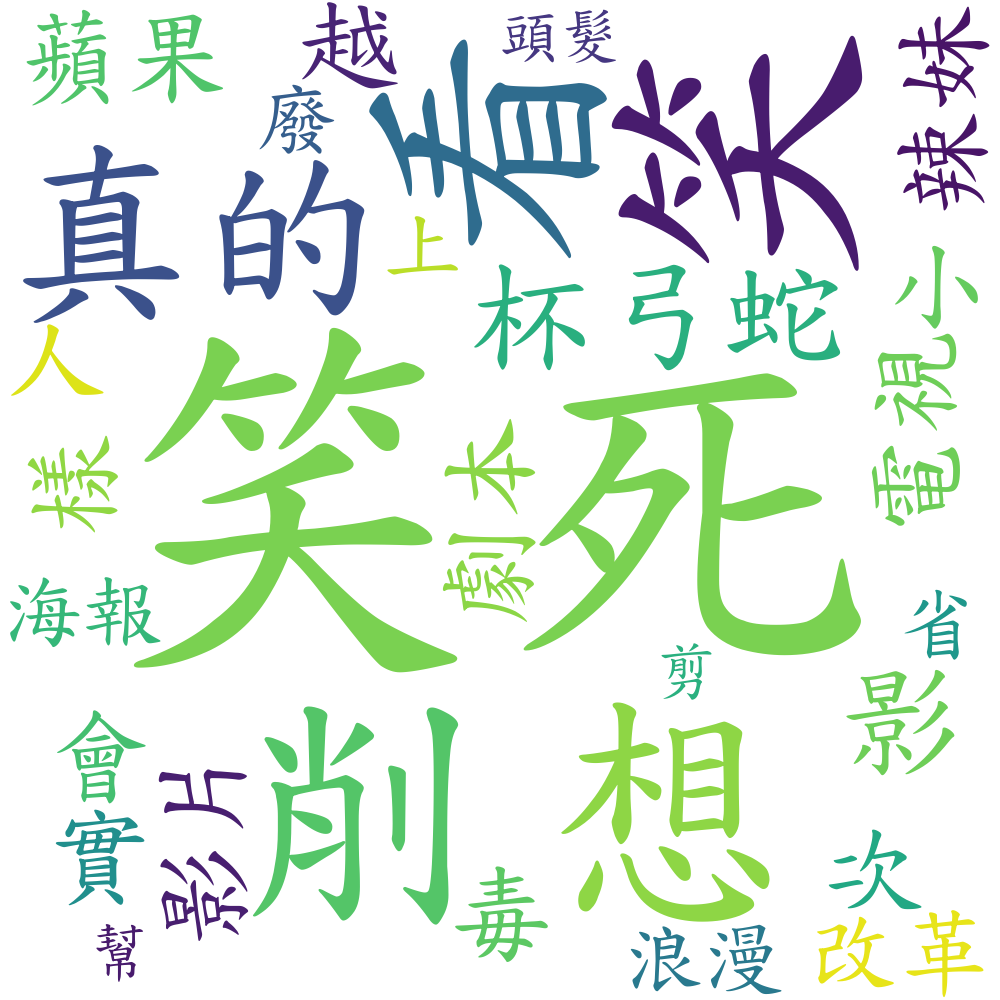 蘋果
越
頭髮
辣妹
廢
看
笑
真的
上
杯弓蛇
小
人
電視
笑死
劇本
樣
海報
省
剪
影
會
削
想
實
影片
次
毒
幫
浪漫
改革